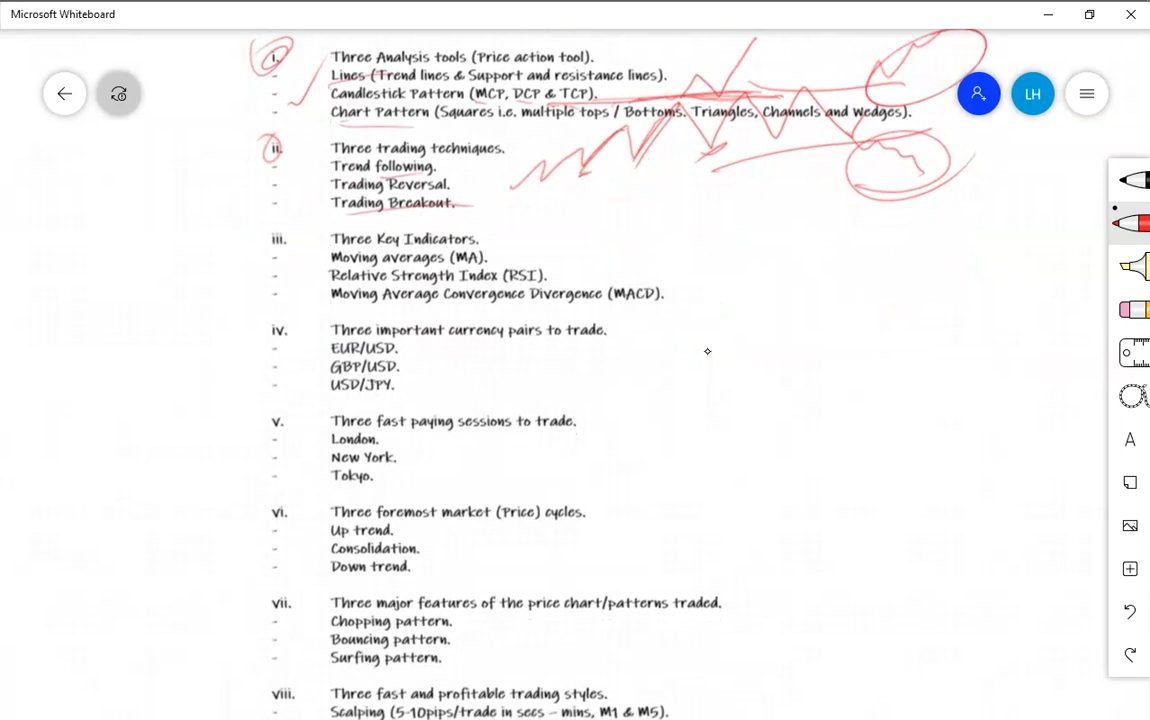 Microsoft Whiteboard
i. Three Analysis tools (Price action tool).
- Lines (Trend lines & Support and resistance lines).
- Candlestick Pattern (MCP, DCP & TCP).
- Chart Pattern (Squares i.e. multiple tops / Bottoms. Triangles, Channels and Wedges).
ii. Three trading techniques.
- Trend following.
- Trading Reversal.
- Trading Breakout.
iii. Three Key Indicators.
- Moving averages (MA).
- Relative Strength Index (RSI).
- Moving Average Convergence Divergence (MACD).
iv. Three important currency pairs to trade.
- EUR/USD.
- GBP/USD.
- USD/JPY.
v. Three fast paying sessions to trade.
- London.
- New York.
- Tokyo.
vi. Three foremost market (Price) cycles.
- Up trend.
- Consolidation.
- Down trend.
vii. Three major features of the price chart/patterns traded.
- Chopping pattern.
- Bouncing pattern.
- Surfing pattern.
viii. Three fast and profitable trading styles.
- Scalping (5-10pips/trade in secs – mins, M1 & M5).
LH
A